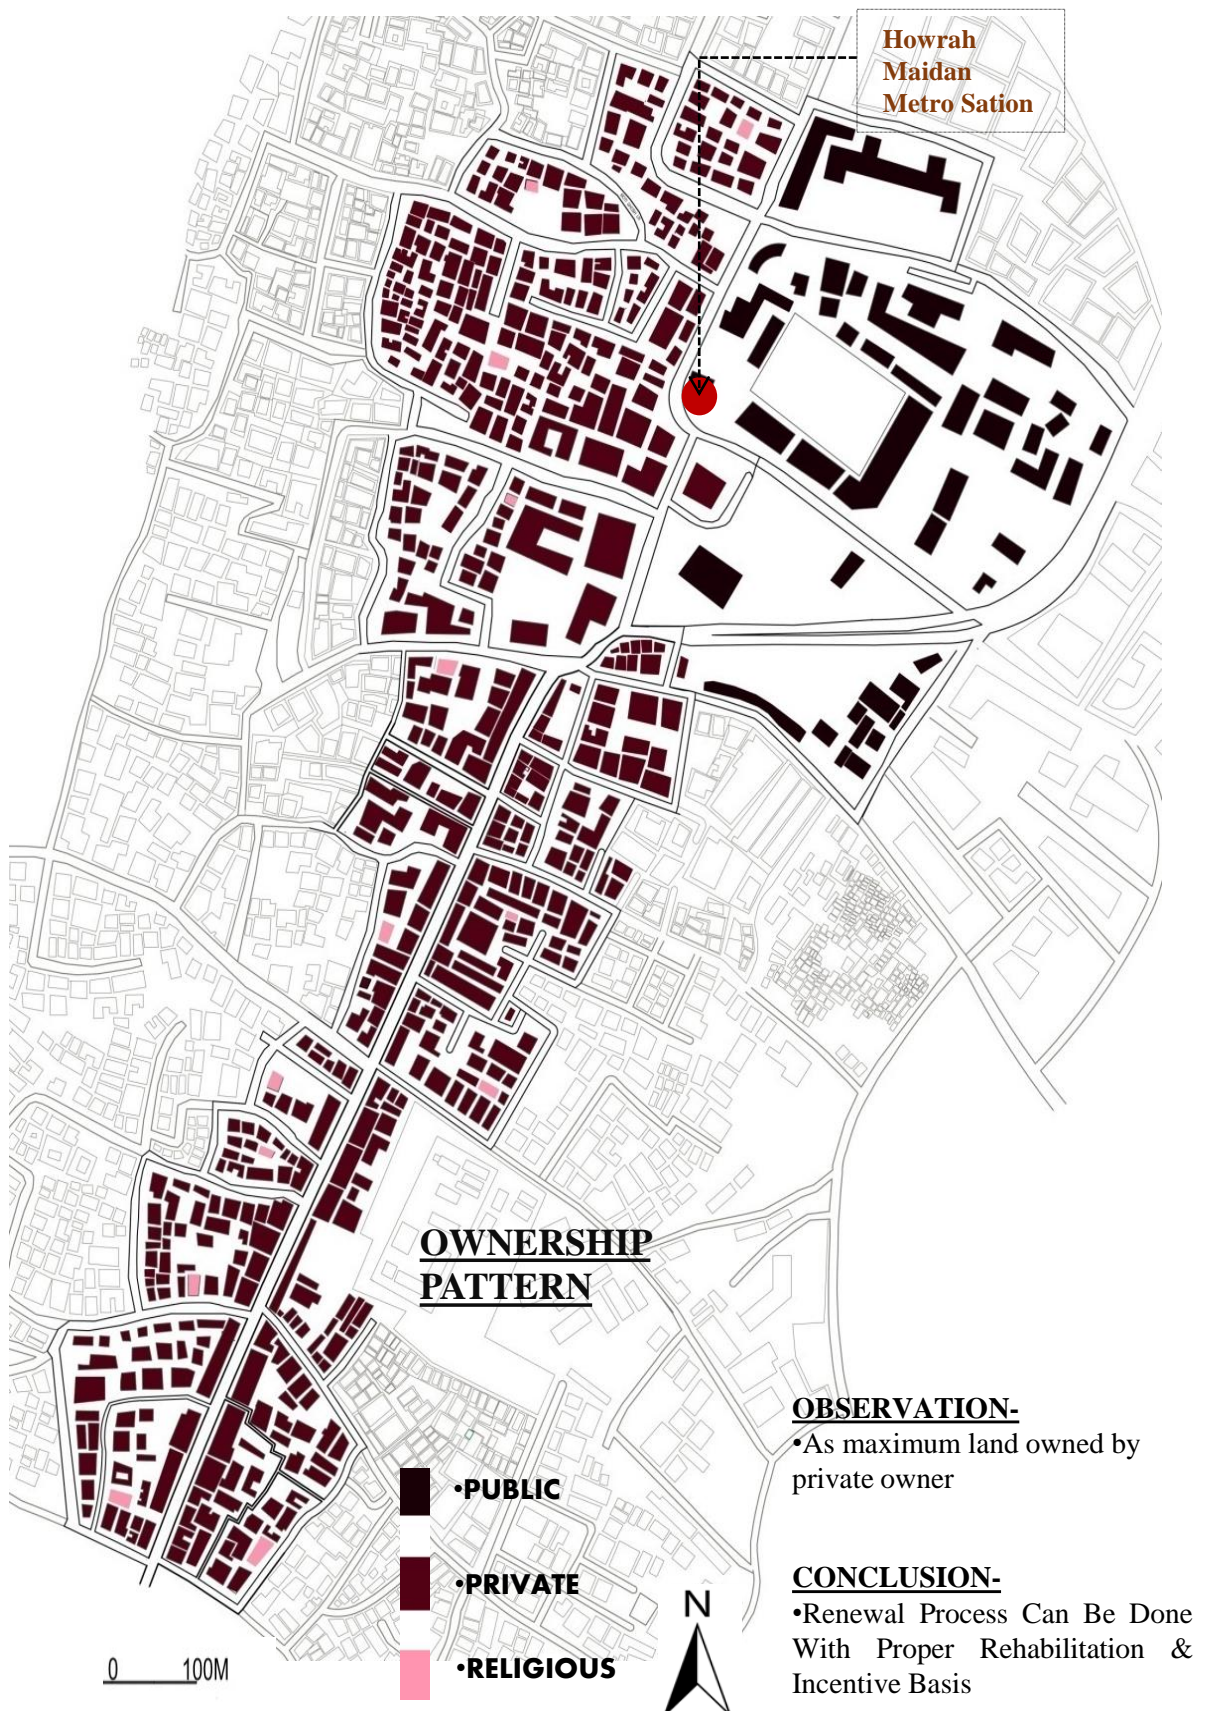 Howrah
Maidan
Metro Sation
OWNERSHIP
PATTERN
OBSERVATION-
•As maximum land owned by
private owner
•PUBLIC
CONCLUSION-
•PRIVATE
•Renewal Process Can Be Done
With Proper Rehabilitation &
Incentive Basis
•RELIGIOUS
N
0 100M